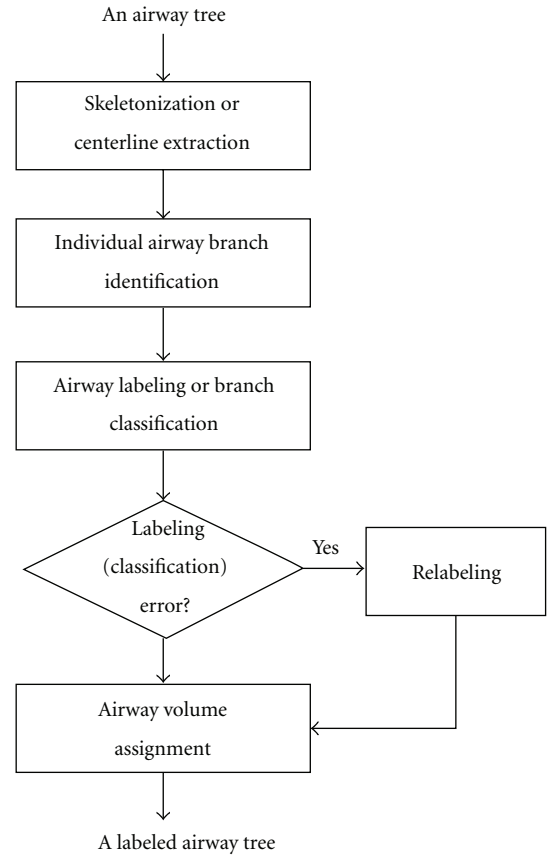 An airway tree
Skeletonization or
centerline extraction
Individual airway branch
identification
Airway labeling or branch
classification
Labeling
(classification)
error?
Yes
Relabeling
Airway volume
assignment
A labeled airway tree